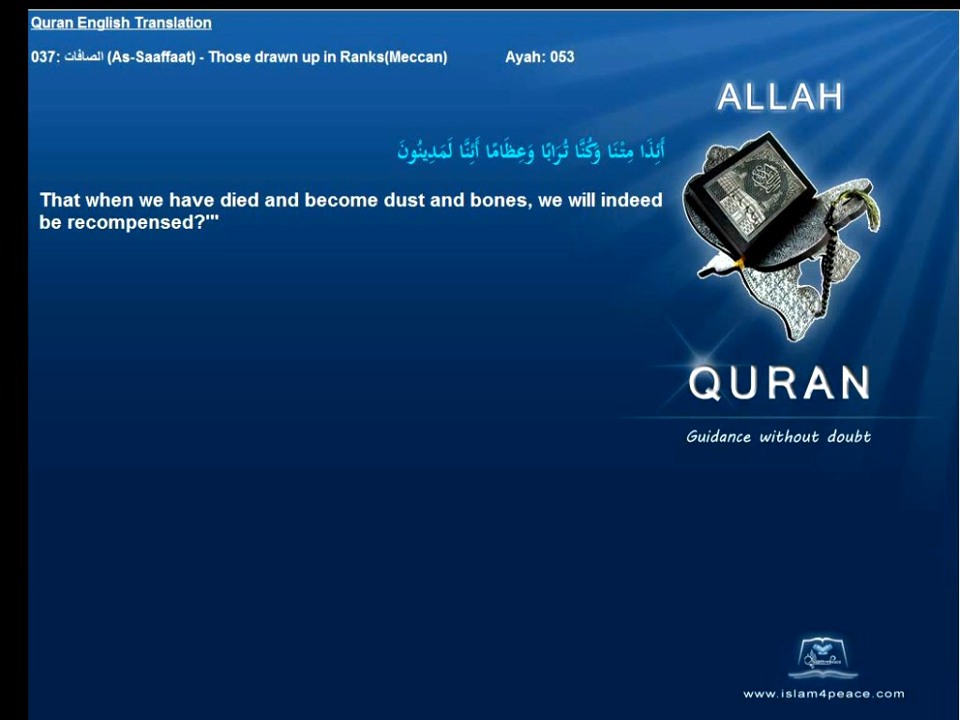 Quran English Translation
037: الصافات (As-Saaffaat) - Those drawn up in Ranks(Meccan) Ayah: 053
ALLAH
أَئِذَا مِتْنَا وَكُنَّا تُرَابًا وَعِظَامًا أَئِنَّا لَمَدِينُونَ
That when we have died and become dust and bones, we will indeed
be recompensed?'"
QURAN
Guidance without doubt
www.islam4peace.com